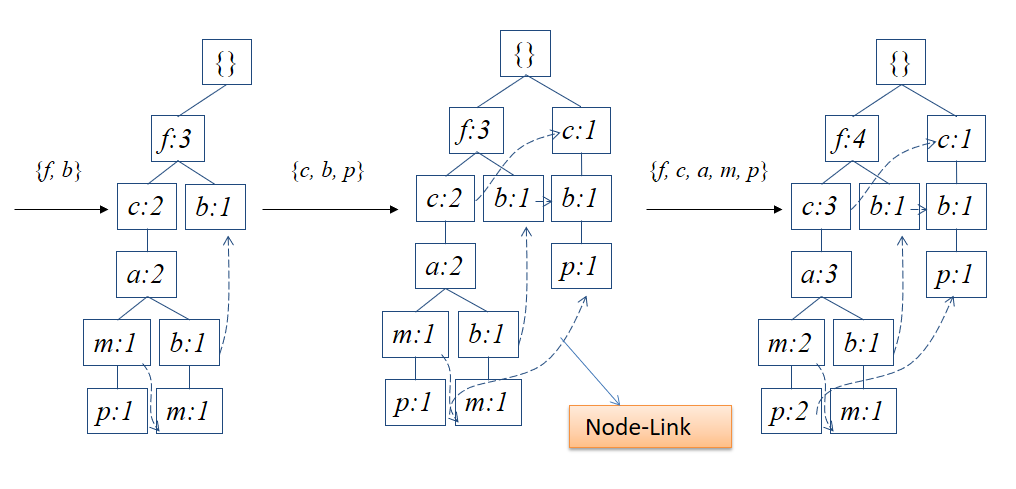 {}
f:3
{f, b}
c:2
b:1
a:2
m:1
b:1
p:1
m:1
{}
f:3
c:1
{c, b, p}
c:2
b:1
b:1
a:2
p:1
m:1
b:1
p:1
m:1
Node-Link
{}
f:4
c:1
{f, c, a, m, p}
c:3
b:1
b:1
a:3
p:1
m:2
b:1
p:2
m:1